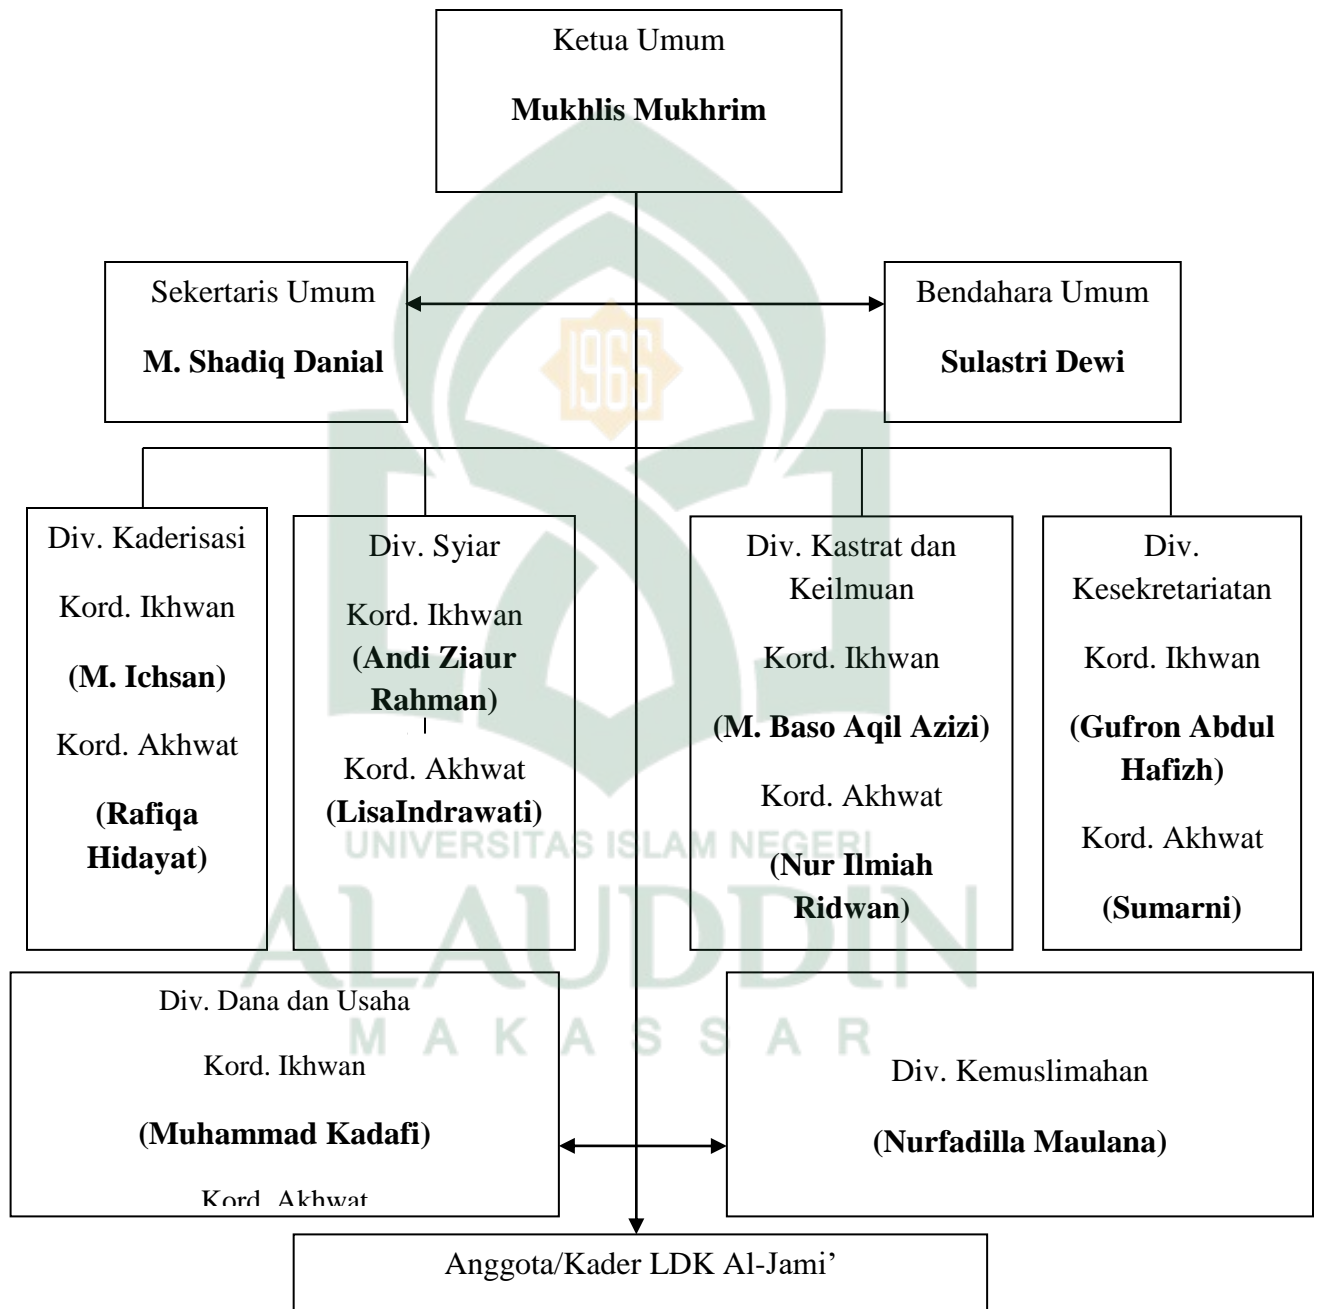 Ketua Umum
Mukhlis Mukhrim
Sekertaris Umum
M. Shadiq Danial
Bendahara Umum
Sulastri Dewi
1965
Div. Kaderisasi
Kord. Ikhwan
(M. Ichsan)
Kord. Akhwat
(Rafiqa
Hidayat)
Div. Syiar
Kord. Ikhwan
(Andi Ziaur
Rahman)
Kord. Akhwat
(LisaIndrawati)
Div. Kastrat dan
Keilmuan
Kord. Ikhwan
(M. Baso Aqil Azizi)
Kord. Akhwat
(Nur Ilmiah
Ridwan)
Div.
Kesekretariatan
Kord. Ikhwan
(Gufron Abdul
Hafizh)
Kord. Akhwat
(Sumarni)
UNIVERSITAS ISLAM NEGERI
ALAUDDIN
MAKASSAR
Div. Dana dan Usaha
Kord. Ikhwan
(Muhammad Kadafi)
Kord. Akhwat
Div. Kemuslimahan
(Nurfadilla Maulana)
Anggota/Kader LDK Al-Jami’